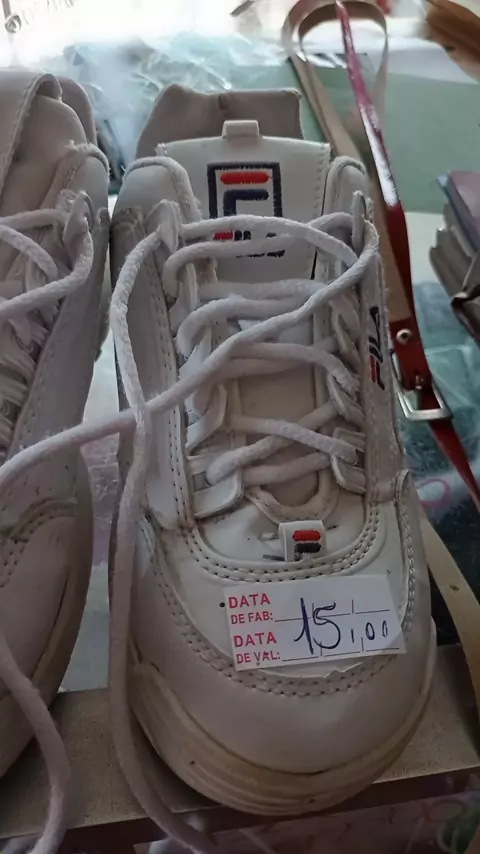 F
FILA
FILA
F
DATA
DE FAB:
DATA
DE VAL:
15,00